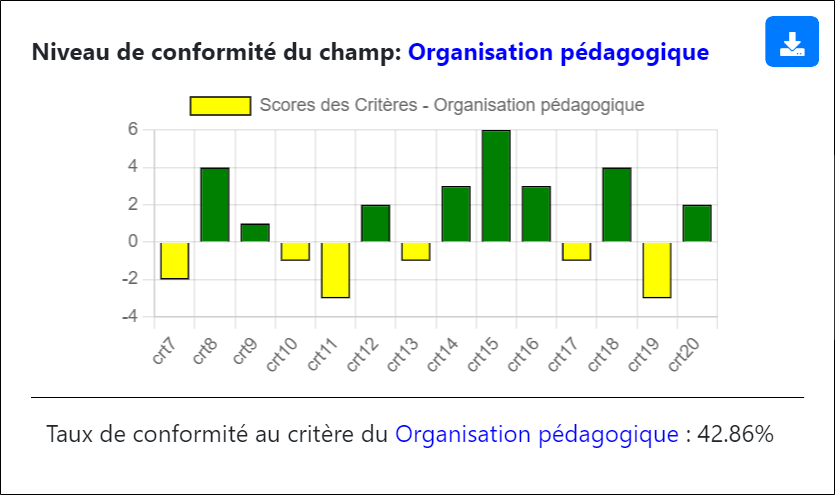 Niveau de conformité du champ: Organisation pédagogique
Scores des Critères - Organisation pédagogique
6
4
2
0
-2
-4
crt7 crt8 crt9 crt10 crt11 crt12 crt13 crt14 crt15 crt16 crt17 crt18 crt19 crt20
Taux de conformité au critère du Organisation pédagogique : 42.86%